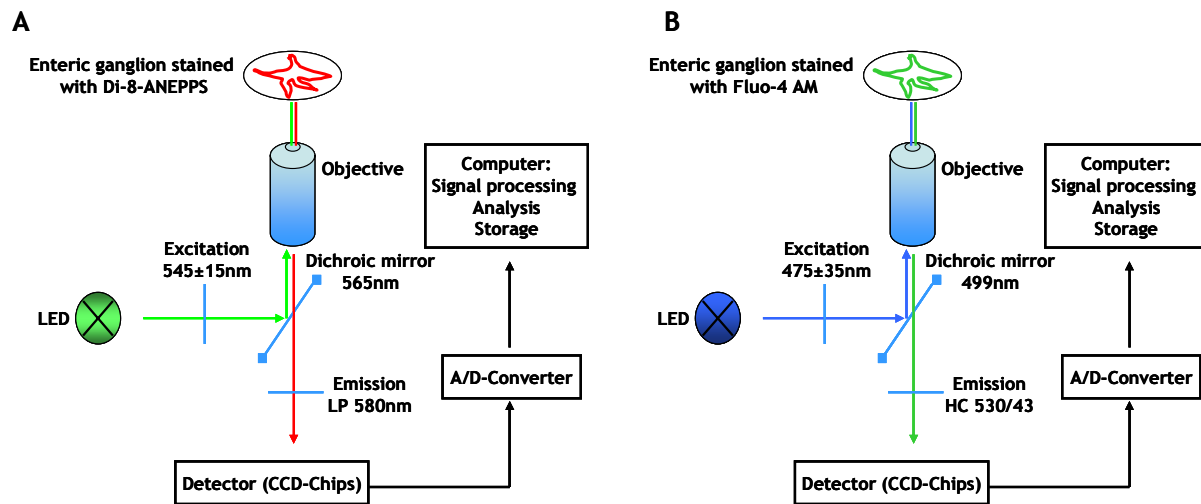 A
Enteric ganglion stained
with Di-8-ANEPPS
Objective
Computer:
Signal processing
Analysis
Storage
Excitation
545±15nm
Dichroic mirror
565nm
LED
A/D-Converter
Emission
LP 580nm
Detector (CCD-Chips)
B
Enteric ganglion stained
with Fluo-4 AM
Objective
Computer:
Signal processing
Analysis
Storage
Excitation
475±35nm
Dichroic mirror
499nm
LED
A/D-Converter
Emission
HC 530/43
Detector (CCD-Chips)